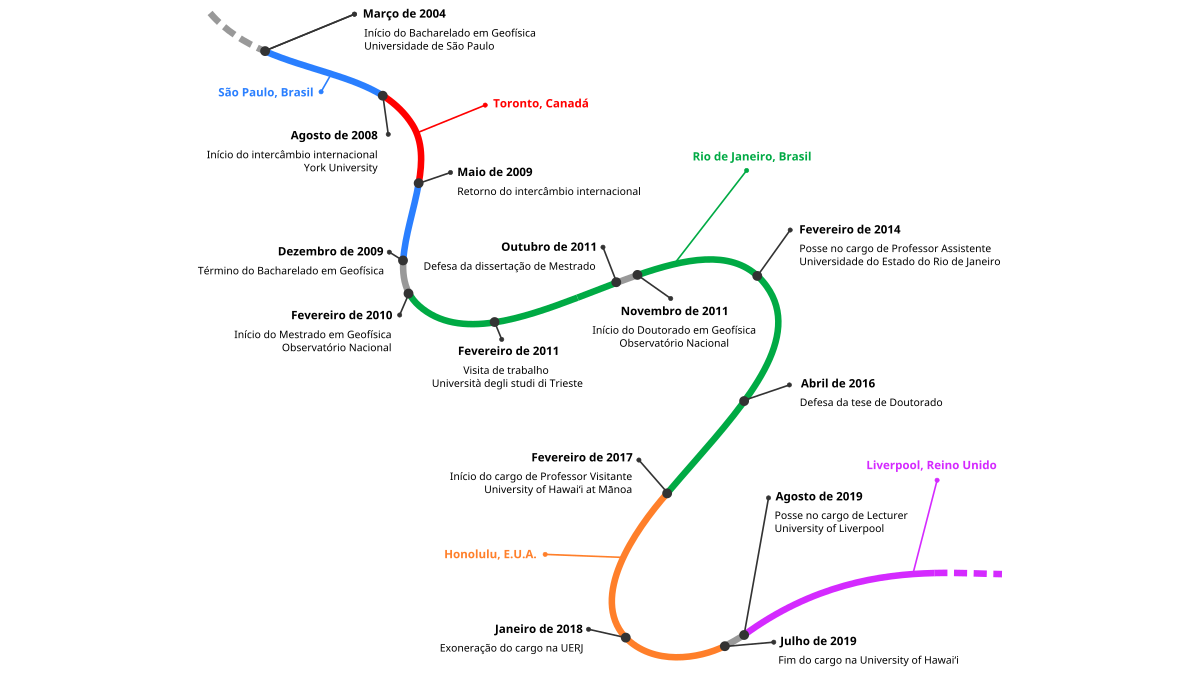 Março de 2004
Início do Bacharelado em Geofísica
Universidade de São Paulo
São Paulo, Brasil
Toronto, Canadá
Agosto de 2008
Início do intercâmbio internacional
York University
Maio de 2009
Retorno do intercâmbio internacional
Rio de Janeiro, Brasil
Dezembro de 2009
Término do Bacharelado em Geofísica
Outubro de 2011
Defesa da dissertação de Mestrado
Fevereiro de 2014
Posse no cargo de Professor Assistente
Universidade do Estado do Rio de Janeiro
Fevereiro de 2010
Início do Mestrado em Geofísica
Observatório Nacional
Novembro de 2011
Início do Doutorado em Geofísica
Observatório Nacional
Fevereiro de 2011
Visita de trabalho
Università degli studi di Trieste
Abril de 2016
Defesa da tese de Doutorado
Fevereiro de 2017
Início do cargo de Professor Visitante
University of Hawaiʻi at Mānoa
Liverpool, Reino Unido
Agosto de 2019
Posse no cargo de Lecturer
University of Liverpool
Honolulu, E.U.A.
Janeiro de 2018
Exoneração do cargo na UERJ
Julho de 2019
Fim do cargo na University of Hawaiʻi